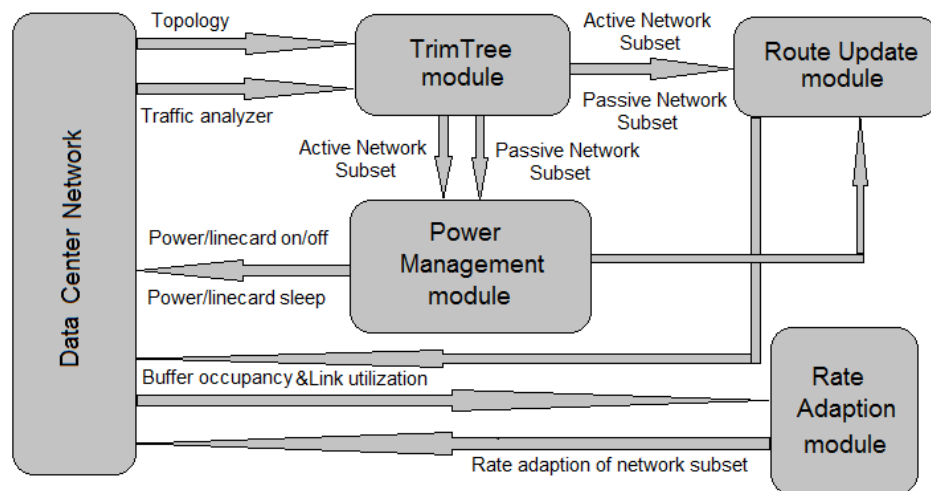 Topology
Traffic analyzer
TrimTree
module
Active Network
Subset
Passive Network
Subset
Route Update
module
Active Network
Subset
Passive Network
Subset
Data Center Network
Power/linecard on/off
Power/linecard sleep
Power
Management
module
Buffer occupancy &Link utilization
Rate
Adaption
module
Rate adaption of network subset